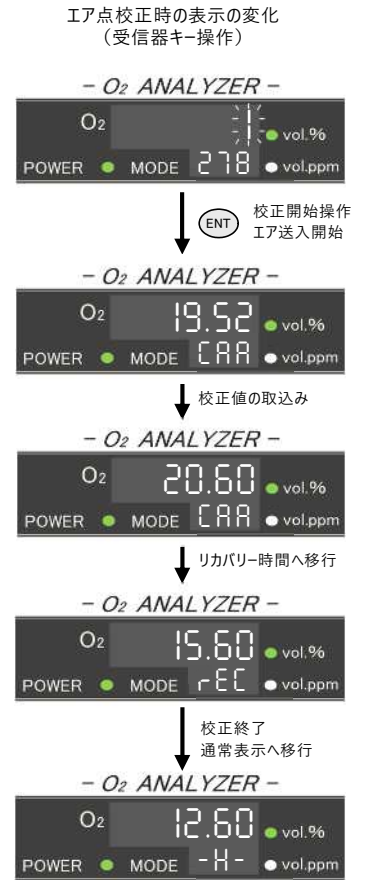 エア点校正時の表示の変化
（受信器キー操作）
– O2 ANALYZER –
O2 1 vol.%
POWER MODE 278 vol.ppm
ENT 校正開始操作
エア送入開始
– O2 ANALYZER –
O2 19.52 vol.%
POWER MODE CAA vol.ppm
校正値の取込み
– O2 ANALYZER –
O2 20.60 vol.%
POWER MODE CAA vol.ppm
リカバリー時間へ移行
– O2 ANALYZER –
O2 15.60 vol.%
POWER MODE rEC vol.ppm
校正終了
通常表示へ移行
– O2 ANALYZER –
O2 12.60 vol.%
POWER MODE -H- vol.ppm